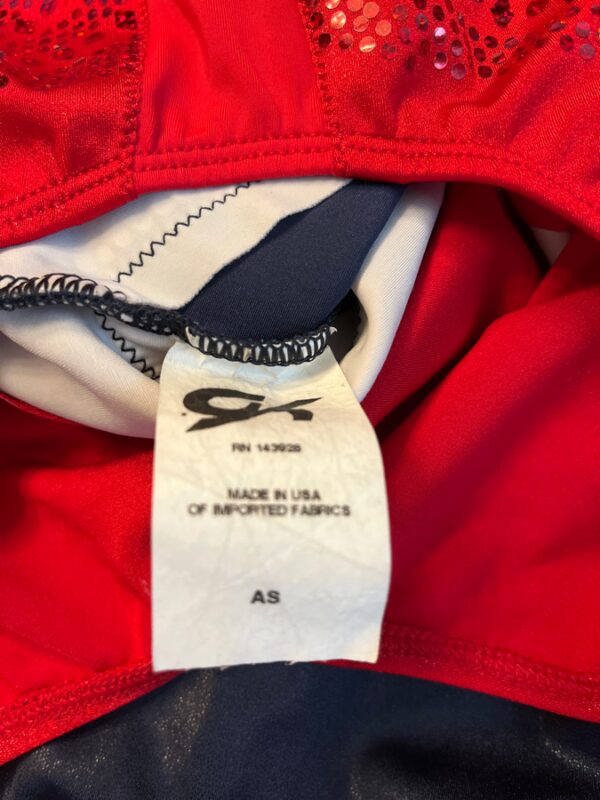 GK
RN 143928
MADE IN USA
OF IMPORTED FABRICS
AS